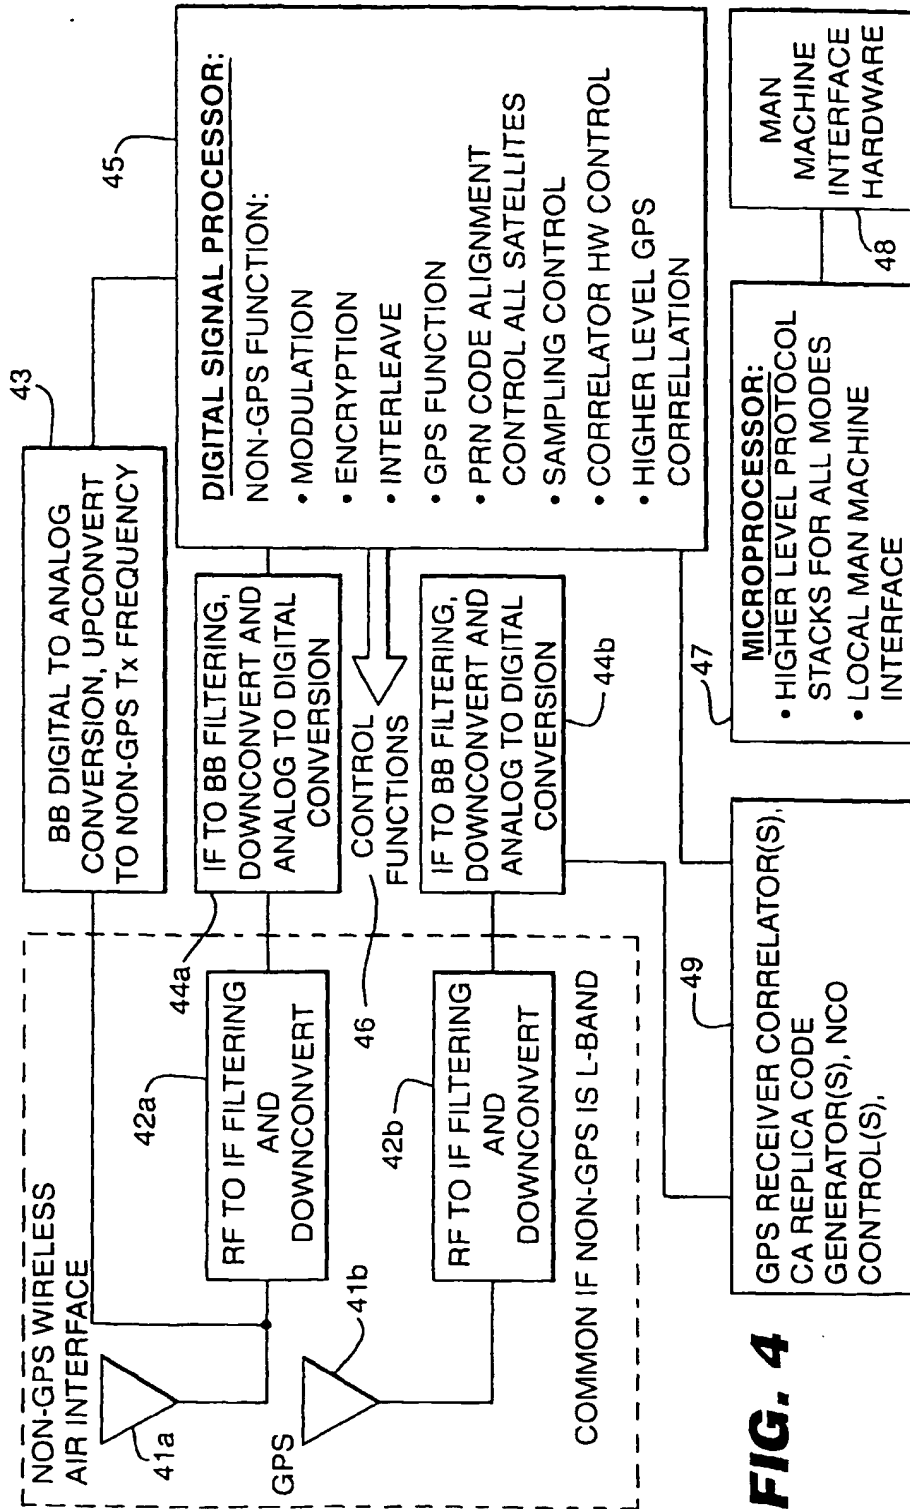 NON-GPS WIRELESS
AIR INTERFACE
41a
GPS
41b
42a
RF TO IF FILTERING
AND
DOWNCONVERT
42b
RF TO IF FILTERING
AND
DOWNCONVERT
COMMON IF NON-GPS IS L-BAND
43
BB DIGITAL TO ANALOG
CONVERSION, UPCONVERT
TO NON-GPS Tx FREQUENCY
44a
IF TO BB FILTERING,
DOWNCONVERT AND
ANALOG TO DIGITAL
CONVERSION
46
CONTROL
FUNCTIONS
IF TO BB FILTERING,
DOWNCONVERT AND
ANALOG TO DIGITAL
CONVERSION
44b
45
DIGITAL SIGNAL PROCESSOR:
NON-GPS FUNCTION:
• MODULATION
• ENCRYPTION
• INTERLEAVE
• GPS FUNCTION
• PRN CODE ALIGNMENT
CONTROL ALL SATELLITES
• SAMPLING CONTROL
• CORRELATOR HW CONTROL
• HIGHER LEVEL GPS
CORRELATION
49
GPS RECEIVER CORRELATOR(S),
CA REPLICA CODE
GENERATOR(S), NCO
CONTROL(S),
47
MICROPROCESSOR:
• HIGHER LEVEL PROTOCOL
STACKS FOR ALL MODES
• LOCAL MAN MACHINE
INTERFACE
48
MAN
MACHINE
INTERFACE
HARDWARE
FIG. 4